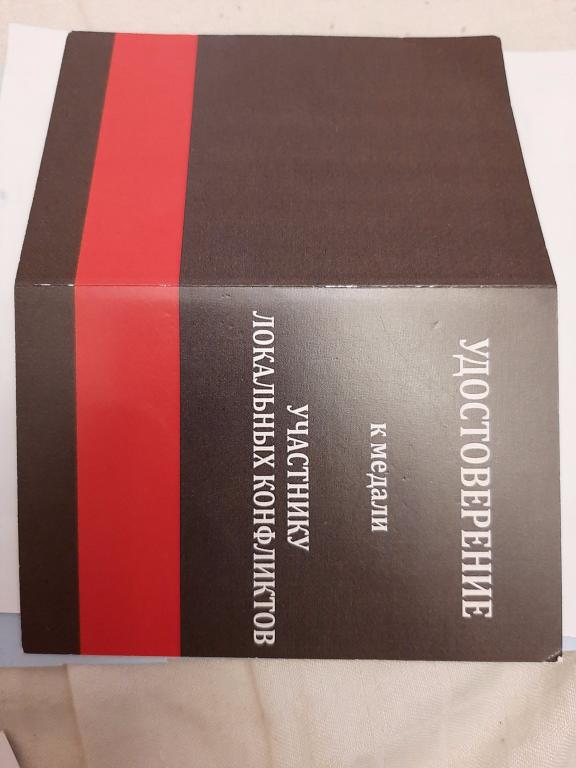 УДОСТОВЕРЕНИЕ
к медали
УЧАСТНИКУ
ЛОКАЛЬНЫХ КОНФЛИКТОВ